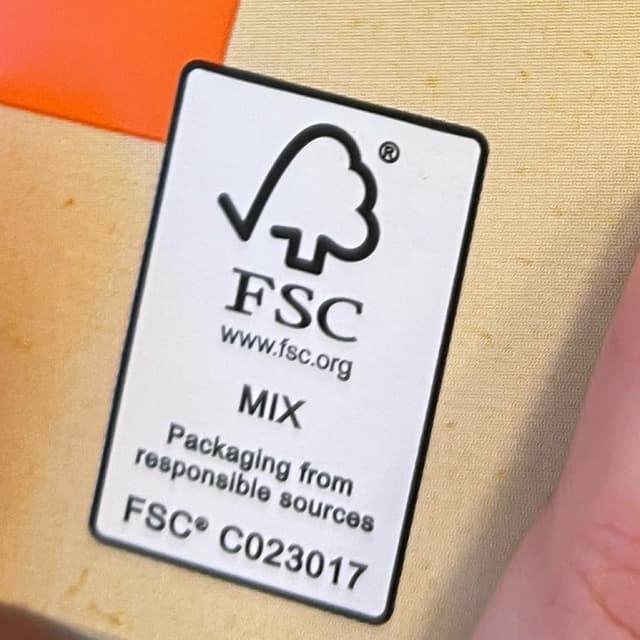 ®
FSC
www.fsc.org
MIX
Packaging from
responsible sources
FSC® C023017